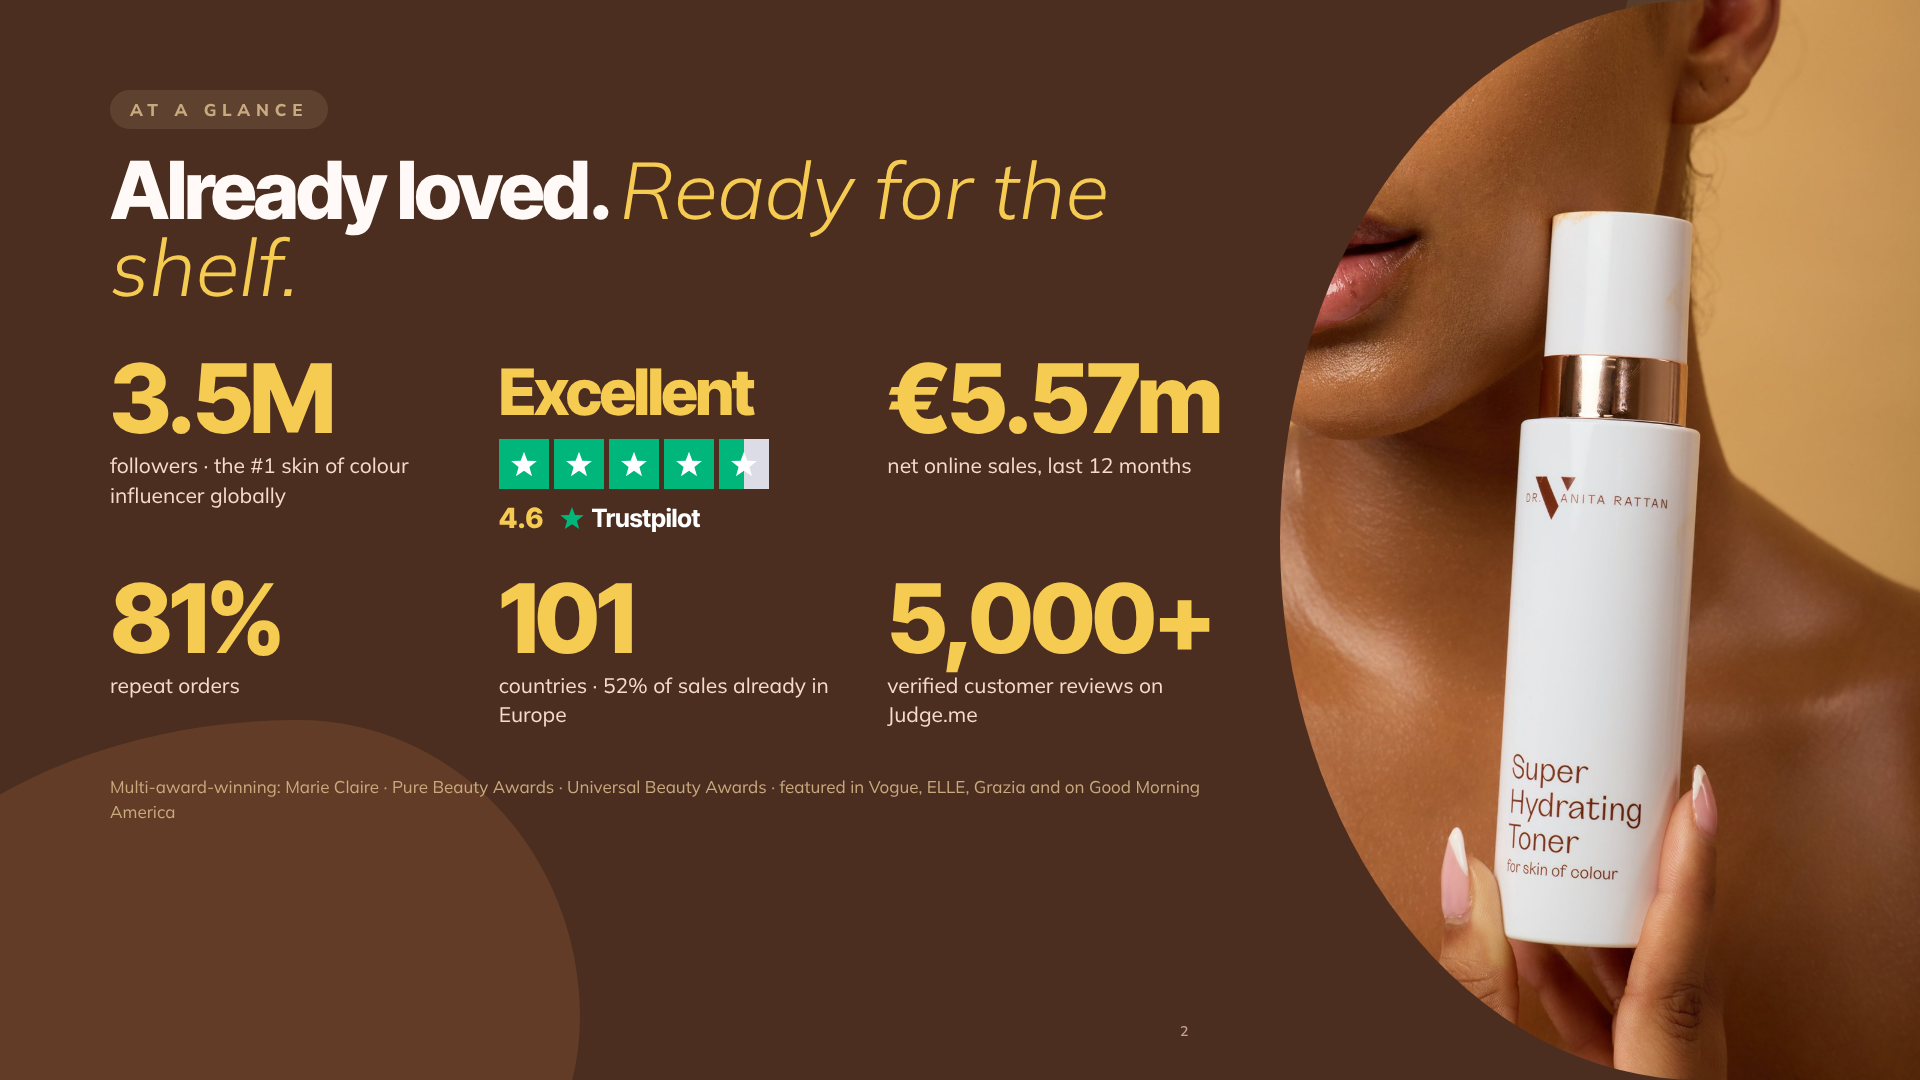 AT A GLANCE
Already loved. Ready for the
shelf.
3.5M
followers · the #1 skin of colour
influencer globally
Excellent
4.6 Trustpilot
€5.57m
net online sales, last 12 months
81%
repeat orders
101
countries · 52% of sales already in
Europe
5,000+
verified customer reviews on
Judge.me
Multi-award-winning: Marie Claire · Pure Beauty Awards · Universal Beauty Awards · featured in Vogue, ELLE, Grazia and on Good Morning
America
2
DR. VANITA RATTAN
Super
Hydrating
Toner
for skin of colour